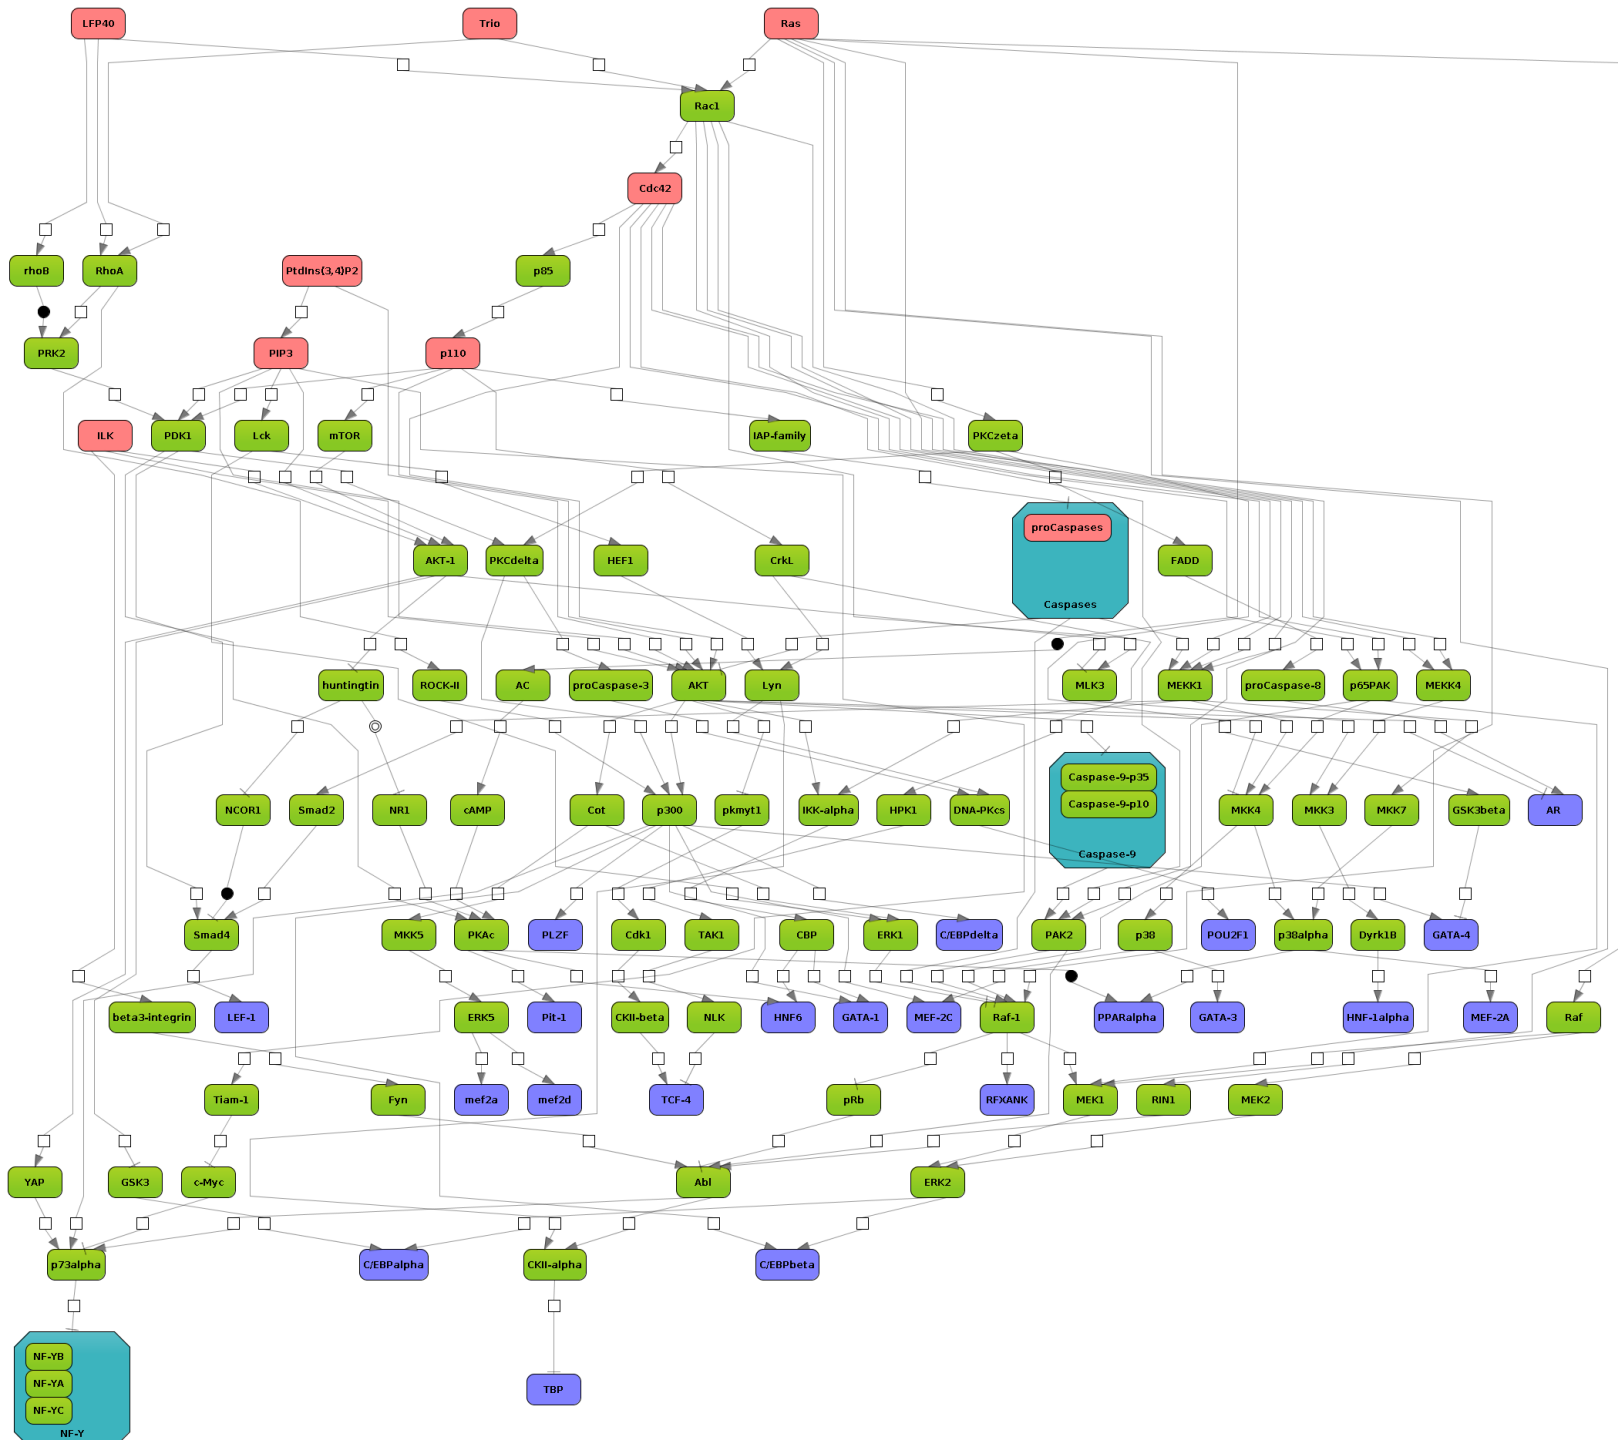 LFP40
Trio
Ras
Rac1
Cdc42
rhoB
RhoA
PtdIns(3,4)P2
p85
PRK2
PIP3
p110
ILK
PDK1
Lck
mTOR
IAP-family
PKCzeta
proCaspases
Caspases
AKT-1
PKCdelta
HEF1
CrkL
FADD
huntingtin
ROCK-II
AC
proCaspase-3
AKT
Lyn
MLK3
MEKK1
proCaspase-8
p65PAK
MEKK4
Caspase-9-p35
Caspase-9-p10
Caspase-9
NCOR1
Smad2
NR1
cAMP
Cot
p300
pkmyt1
IKK-alpha
HPK1
DNA-PKcs
MKK4
MKK3
MKK7
GSK3beta
AR
Smad4
MKK5
PKAc
PLZF
Cdk1
TAK1
CBP
ERK1
C/EBPdelta
PAK2
p38
POU2F1
p38alpha
Dyrk1B
GATA-4
beta3-integrin
LEF-1
ERK5
Pit-1
CKII-beta
NLK
HNF6
GATA-1
MEF-2C
Raf-1
PPARalpha
GATA-3
HNF-1alpha
MEF-2A
Raf
Tiam-1
Fyn
mef2a
mef2d
TCF-4
pRb
RFXANK
MEK1
RIN1
MEK2
YAP
GSK3
c-Myc
Abl
ERK2
p73alpha
C/EBPalpha
CKII-alpha
C/EBPbeta
NF-YB
NF-YA
NF-YC
NF-Y
TBP